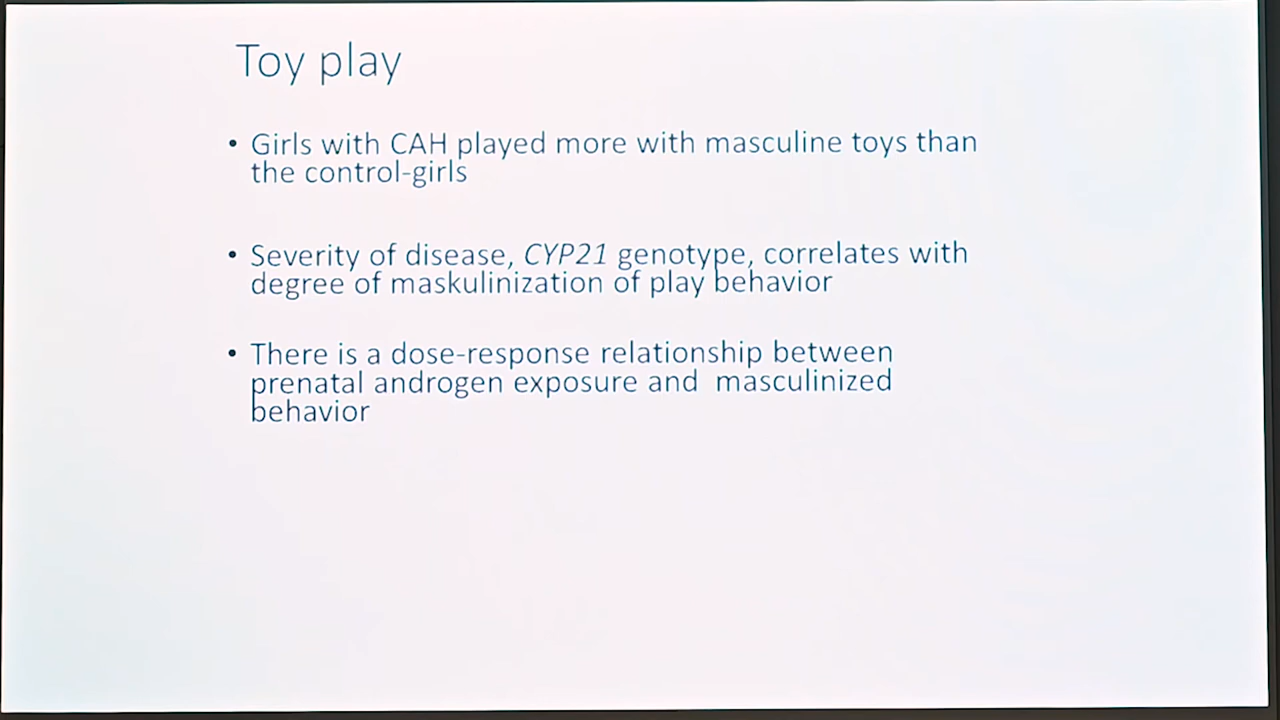 Toy play
• Girls with CAH played more with masculine toys than
the control-girls
• Severity of disease, CYP21 genotype, correlates with
degree of maskulinization of play behavior
• There is a dose-response relationship between
prenatal androgen exposure and  masculinized
behavior